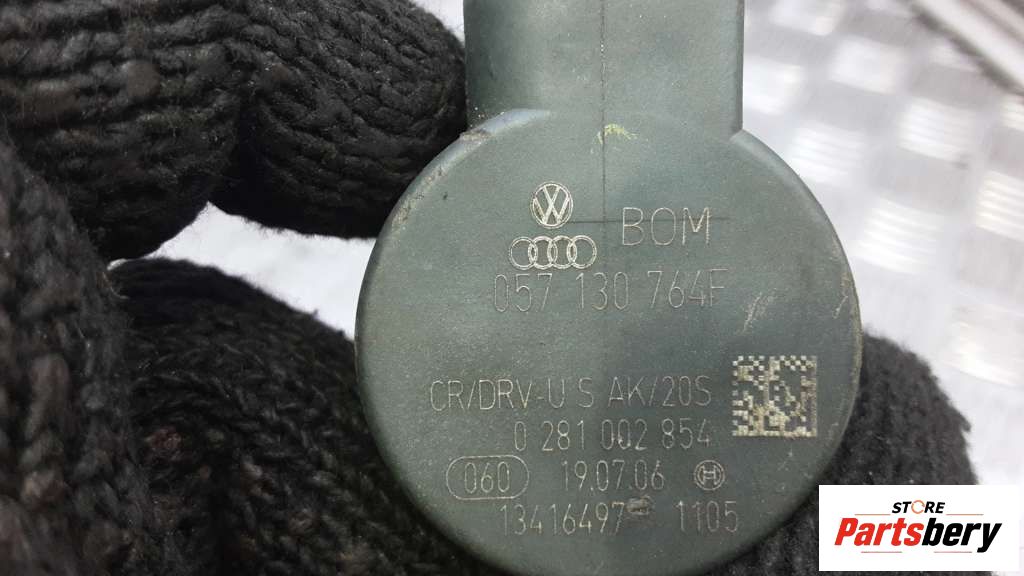 BOM
057 130 764F
CR/DRV-U S AK/20S
0 281 002 854
060 19.07.06
13416497 1105
STORE
Partsbery